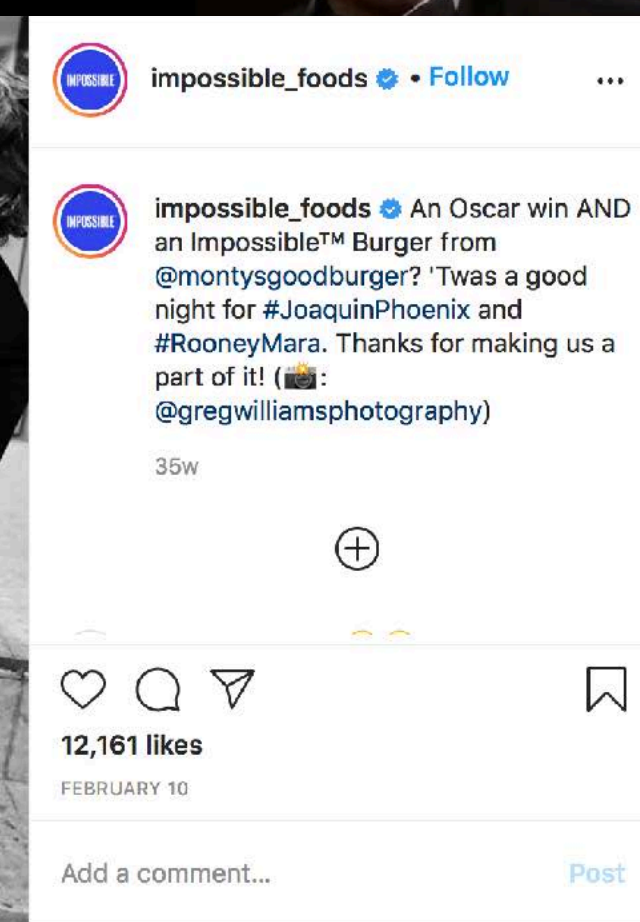 IMPOSSIBLE
impossible_foods • Follow
IMPOSSIBLE
impossible_foods An Oscar win AND
an Impossible™ Burger from
@montysgoodburger? 'Twas a good
night for #JoaquinPhoenix and
#RooneyMara. Thanks for making us a
part of it! (📸:
@gregwilliamsphotography)
35w
12,161 likes
FEBRUARY 10
Add a comment... Post